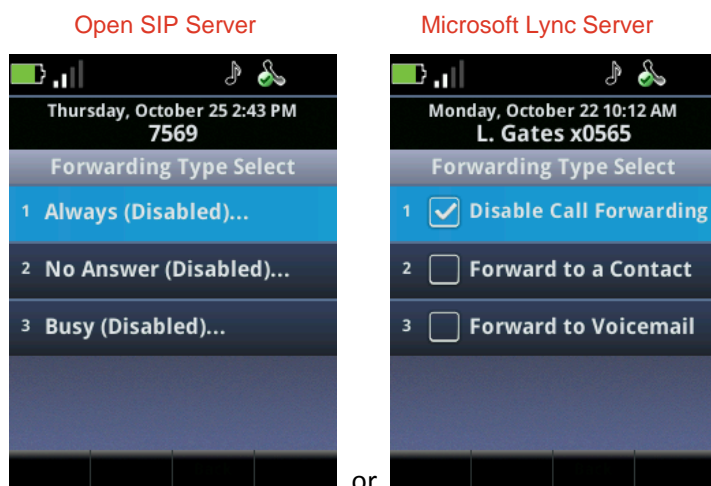 Open SIP Server
Thursday, October 25 2:43 PM
7569
Forwarding Type Select
1 Always (Disabled)...
2 No Answer (Disabled)...
3 Busy (Disabled)...
or
Microsoft Lync Server
Monday, October 22 10:12 AM
L. Gates x0565
Forwarding Type Select
1 Disable Call Forwarding
2 Forward to a Contact
3 Forward to Voicemail